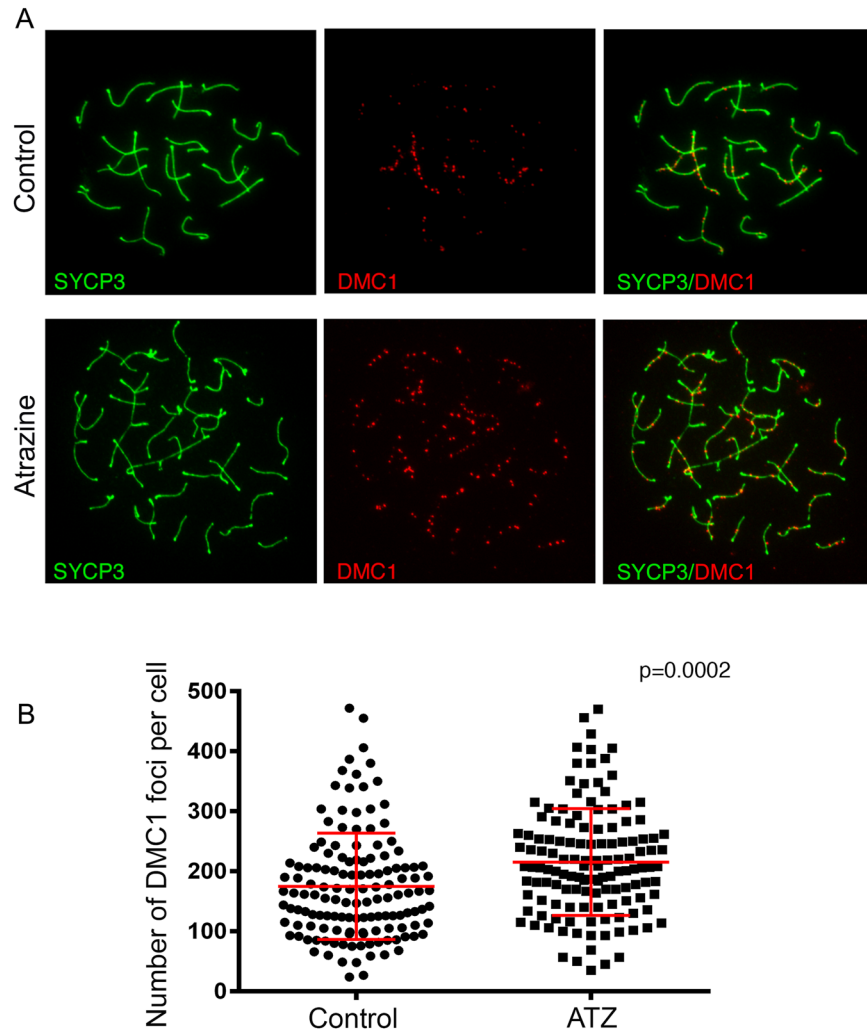 A
Control
SYCP3
DMC1
SYCP3/DMC1
Atrazine
SYCP3
DMC1
SYCP3/DMC1
B
p=0.0002
Number of DMC1 foci per cell
500
400
300
200
100
0
Control
ATZ